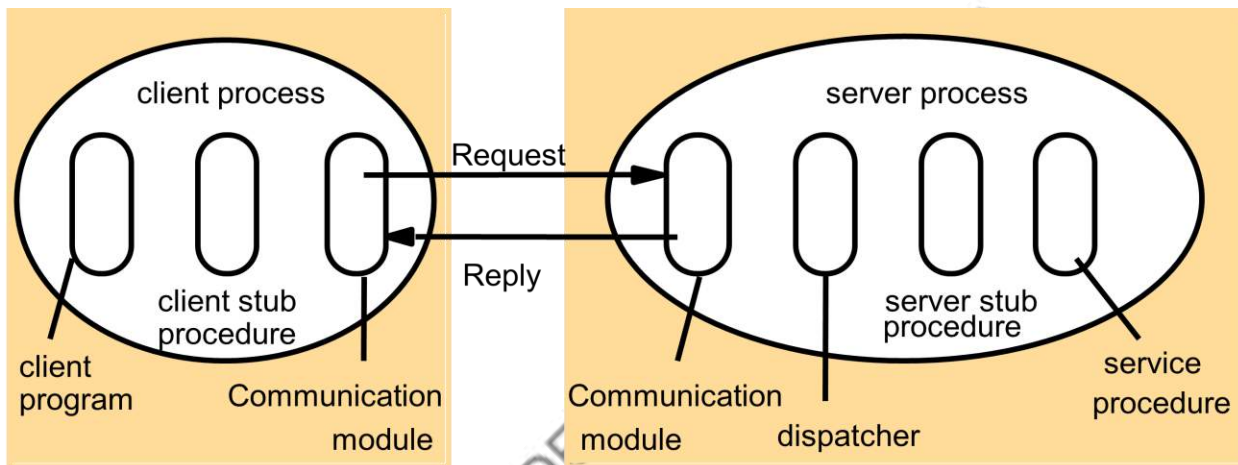 client process
server process
Request
Reply
client stub
procedure
server stub
procedure
client
program
Communication
module
Communication
module
dispatcher
service
procedure